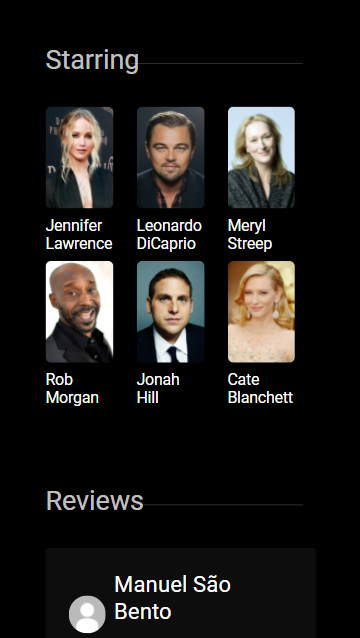 Starring
Jennifer
Lawrence
Leonardo
DiCaprio
Meryl
Streep
Rob
Morgan
Jonah
Hill
Cate
Blanchett
Reviews
Manuel São
Bento